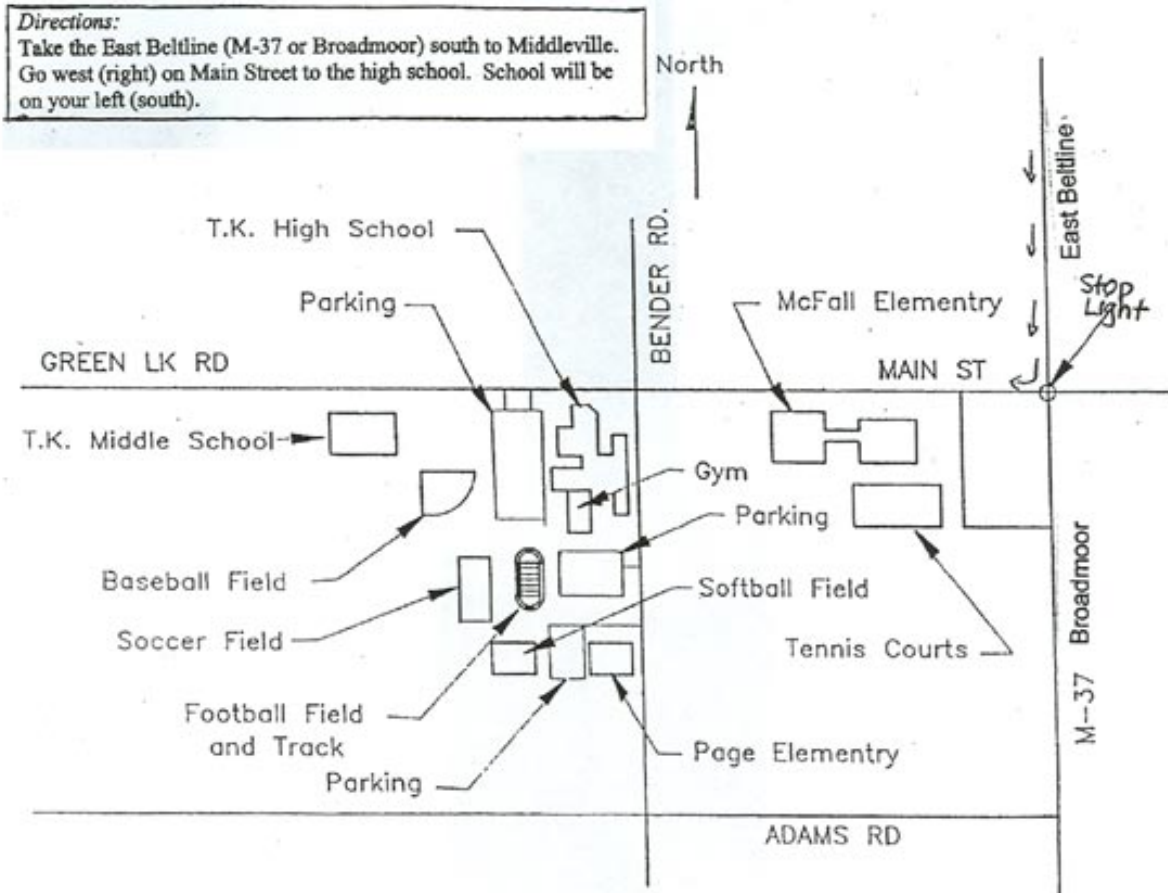 Directions:
Take the East Beltline (M-37 or Broadmoor) south to Middleville.
Go west (right) on Main Street to the high school. School will be
on your left (south).
North
East Beltline
T.K. High School
BENDER RD.
Parking
McFall Elementry
Stop
Light
GREEN LK RD
MAIN ST
T.K. Middle School
Gym
Parking
Baseball Field
Softball Field
Soccer Field
Tennis Courts
Broadmoor
M-37
Football Field
and Track
Page Elementry
Parking
ADAMS RD